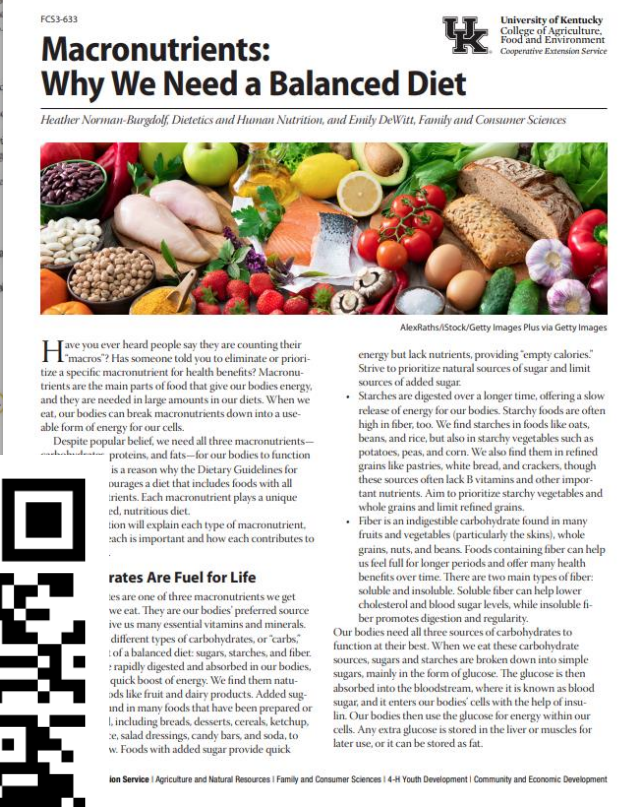 FCS3-633
University of Kentucky
College of Agriculture,
Food and Environment
Cooperative Extension Service
Macronutrients:
Why We Need a Balanced Diet
Heather Norman-Burgdolf, Dietetics and Human Nutrition, and Emily DeWitt, Family and Consumer Sciences
AlexRaths/iStock/Getty Images Plus via Getty Images
Have you ever heard people say they are counting their
"macros"? Has someone told you to eliminate or priori-
tize a specific macronutrient for health benefits? Macronu-
trients are the main parts of food that give our bodies energy,
and they are needed in large amounts in our diets. When we
eat, our bodies can break macronutrients down into a use-
able form of energy for our cells.
Despite popular belief, we need all three macronutrients—
carbohydrates, proteins, and fats—for our bodies to function
is a reason why the Dietary Guidelines for
ourages a diet that includes foods with all
rients. Each macronutrient plays a unique
ed, nutritious diet.
ion will explain each type of macronutrient,
each is important and how each contributes to
.
rates Are Fuel for Life
es are one of three macronutrients we get
we eat. They are our bodies' preferred source
ive us many essential vitamins and minerals.
different types of carbohydrates, or "carbs,"
of a balanced diet: sugars, starches, and fiber.
rapidly digested and absorbed in our bodies,
quick boost of energy. We find them natu-
ods like fruit and dairy products. Added sug-
und in many foods that have been prepared or
, including breads, desserts, cereals, ketchup,
ce, salad dressings, candy bars, and soda, to
w. Foods with added sugar provide quick
energy but lack nutrients, providing "empty calories."
Strive to prioritize natural sources of sugar and limit
sources of added sugar.
• Starches are digested over a longer time, offering a slow
release of energy for our bodies. Starchy foods are often
high in fiber, too. We find starches in foods like oats,
beans, and rice, but also in starchy vegetables such as
potatoes, peas, and corn. We also find them in refined
grains like pastries, white bread, and crackers, though
these sources often lack B vitamins and other impor-
tant nutrients. Aim to prioritize starchy vegetables and
whole grains and limit refined grains.
• Fiber is an indigestible carbohydrate found in many
fruits and vegetables (particularly the skins), whole
grains, nuts, and beans. Foods containing fiber can help
us feel full for longer periods and offer many health
benefits over time. There are two main types of fiber:
soluble and insoluble. Soluble fiber can help lower
cholesterol and blood sugar levels, while insoluble fi-
ber promotes digestion and regularity.
Our bodies need all three sources of carbohydrates to
function at their best. When we eat these carbohydrate
sources, sugars and starches are broken down into simple
sugars, mainly in the form of glucose. The glucose is then
absorbed into the bloodstream, where it is known as blood
sugar, and it enters our bodies' cells with the help of insu-
lin. Our bodies then use the glucose for energy within our
cells. Any extra glucose is stored in the liver or muscles for
later use, or it can be stored as fat.
ion Service | Agriculture and Natural Resources | Family and Consumer Sciences | 4-H Youth Development | Community and Economic Development